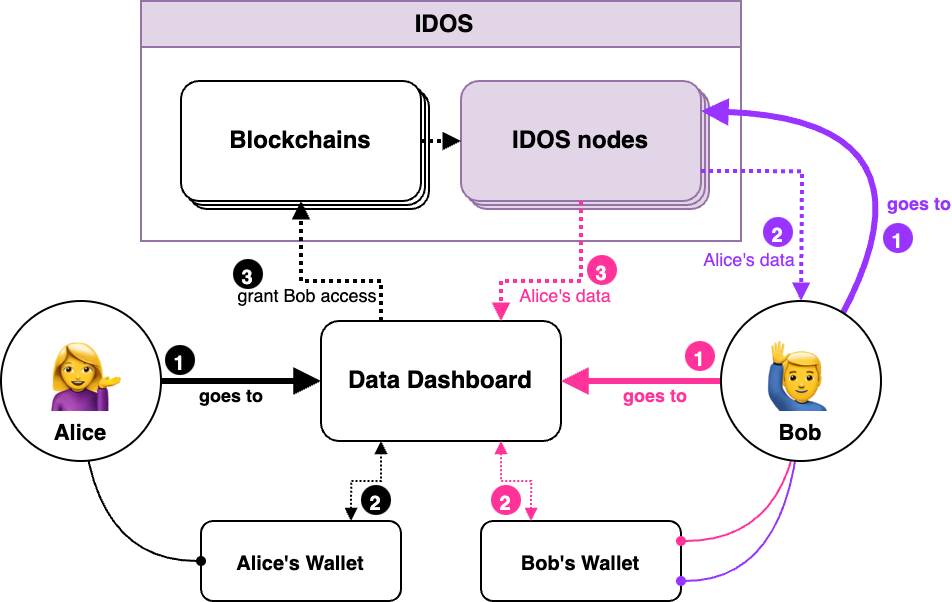 IDOS
Blockchains
IDOS nodes
goes to
1
2
Alice's data
3
grant Bob access
3
Alice's data
1
goes to
Data Dashboard
1
goes to
Alice
Bob
2
2
Alice's Wallet
Bob's Wallet